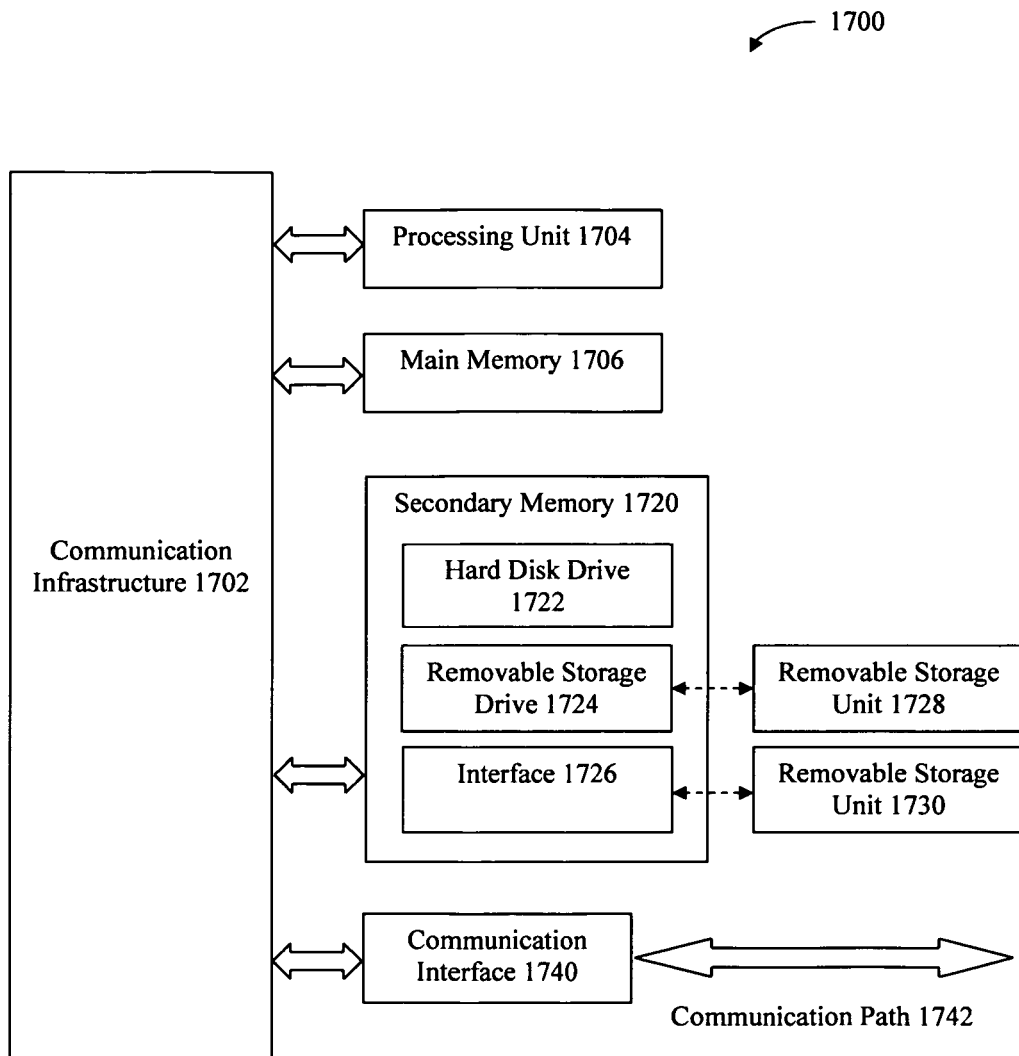 1700
Processing Unit 1704
Main Memory 1706
Communication
Infrastructure 1702
Secondary Memory 1720
Hard Disk Drive
1722
Removable Storage
Drive 1724
Removable Storage
Unit 1728
Interface 1726
Removable Storage
Unit 1730
Communication
Interface 1740
Communication Path 1742